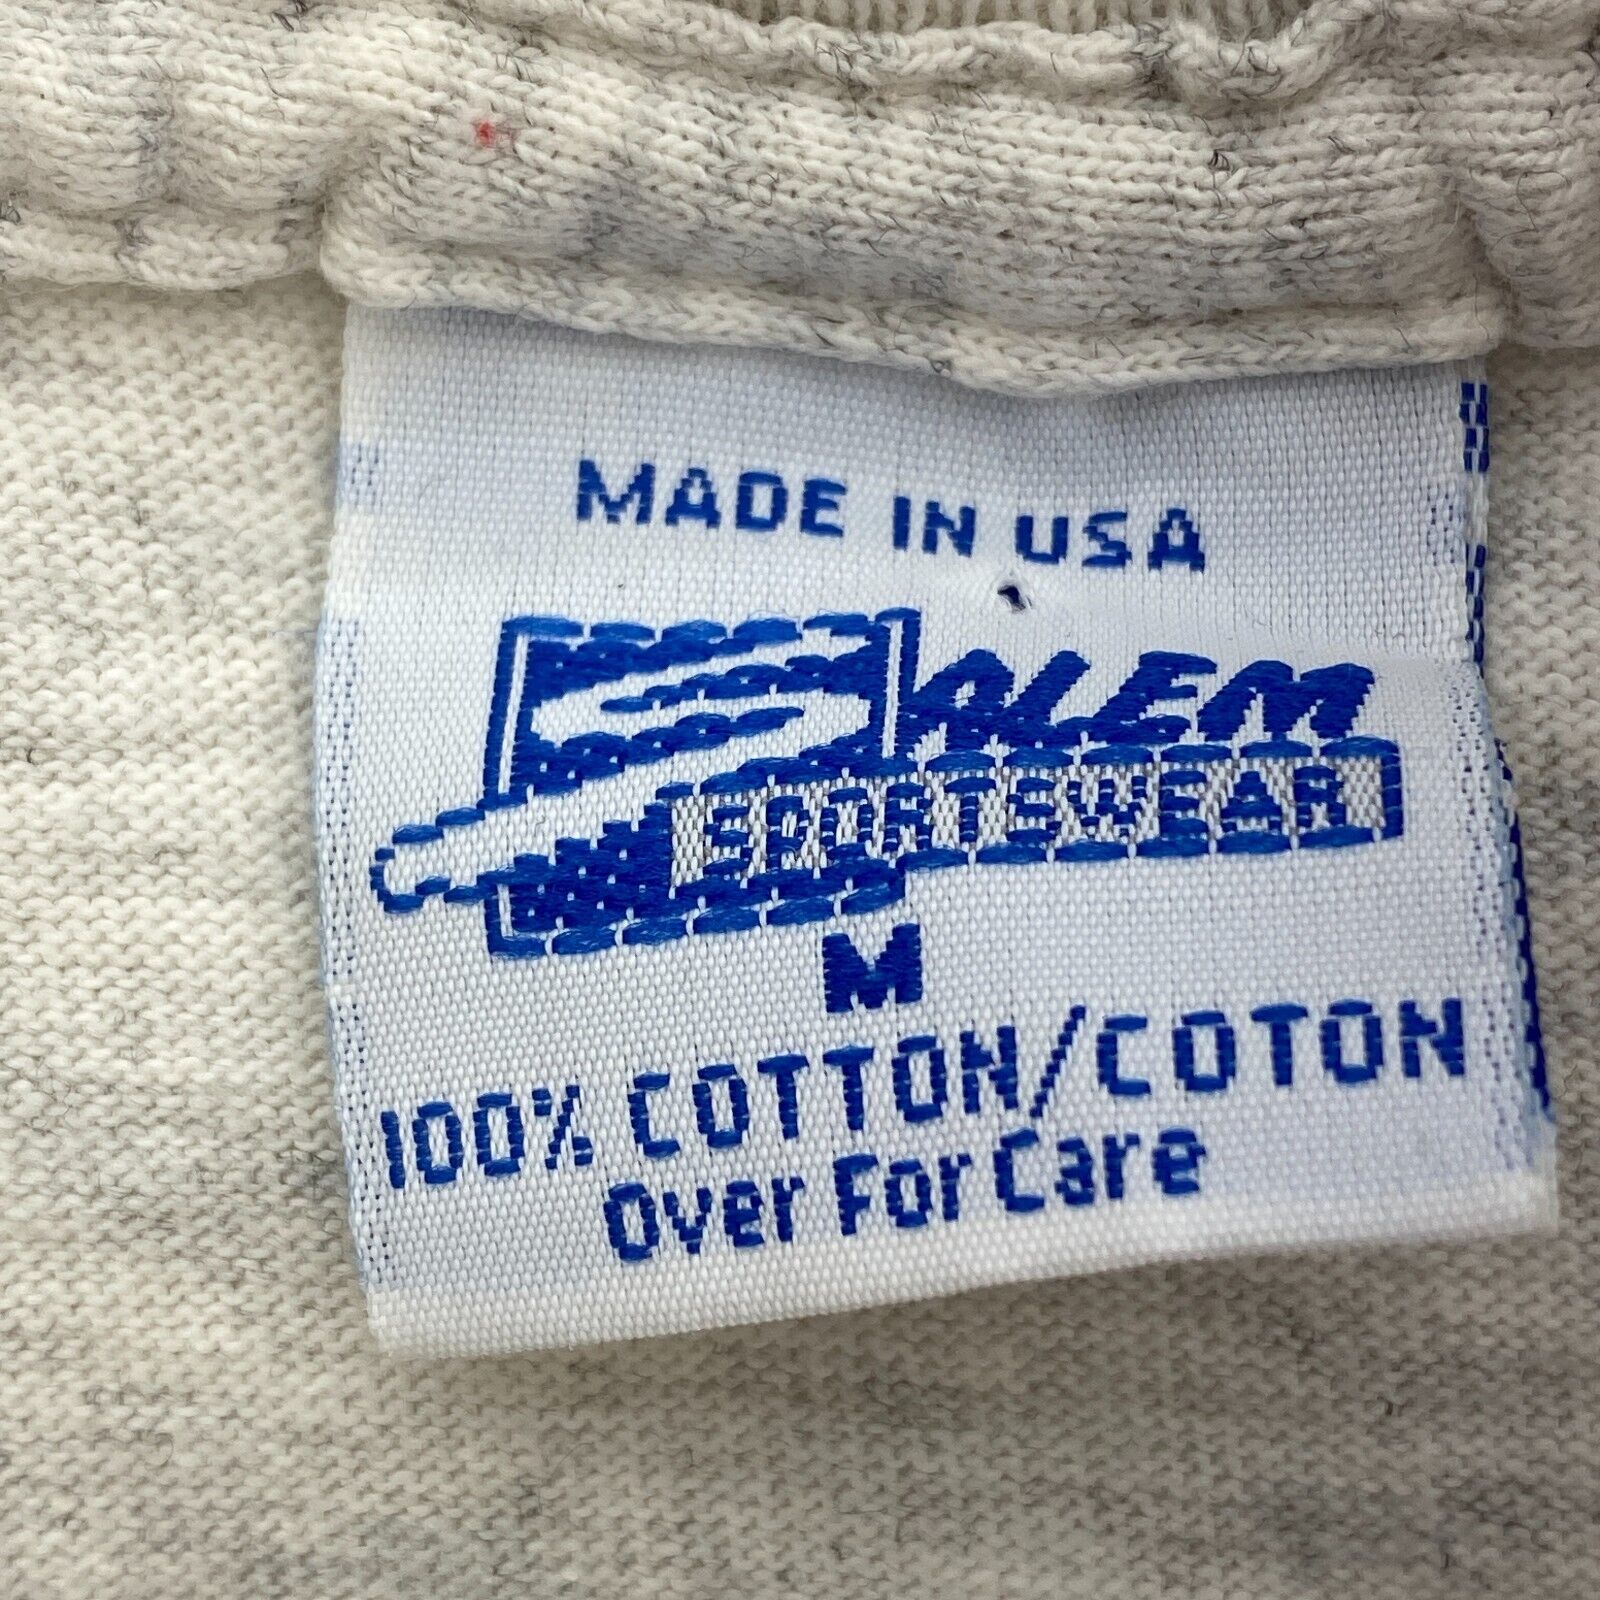 MADE IN USA
SALEM
SPORTSWEAR
M
100% COTTON/COTON
Over For Care